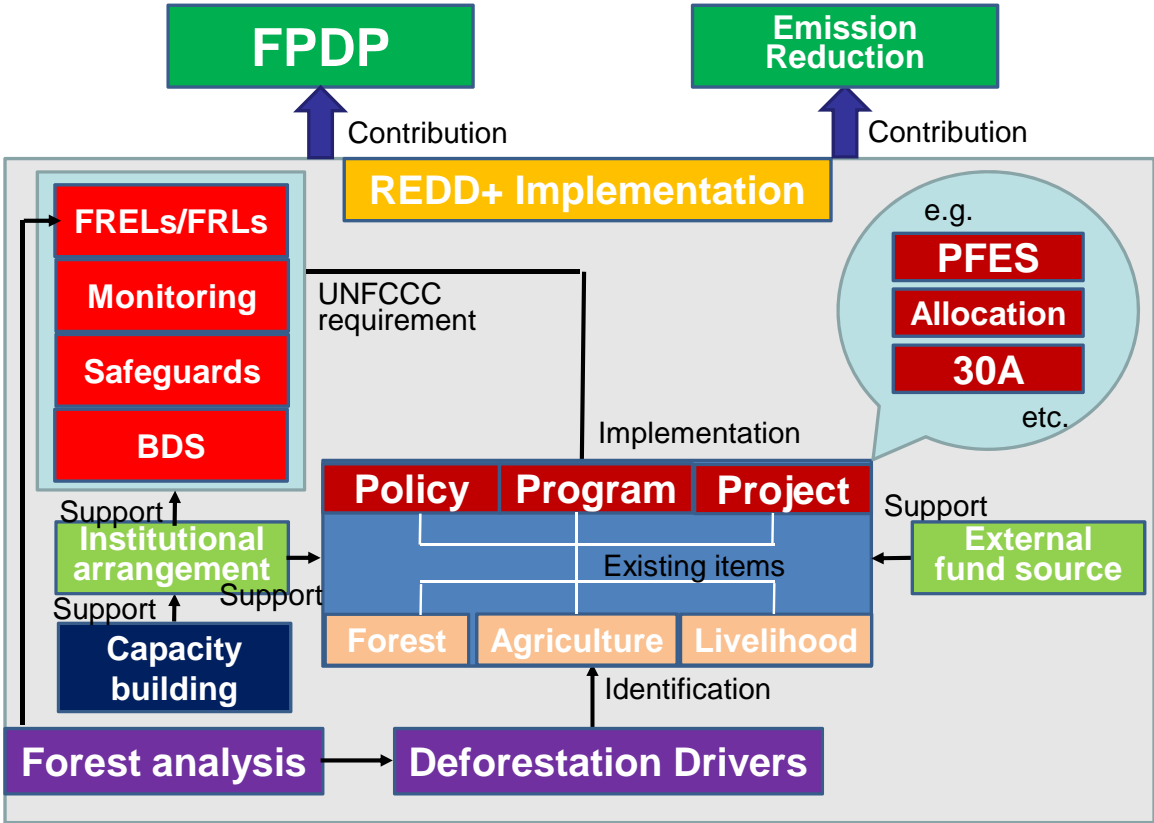 FPDP
Emission
Reduction
Contribution
Contribution
REDD+ Implementation
FRELs/FRLs
Monitoring
Safeguards
BDS
UNFCCC
requirement
e.g.
PFES
Allocation
30A
etc.
Implementation
Policy
Program
Project
Support
Institutional
arrangement
Support
Existing items
Support
External
fund source
Support
Capacity
building
Forest
Agriculture
Livelihood
Identification
Forest analysis
Deforestation Drivers